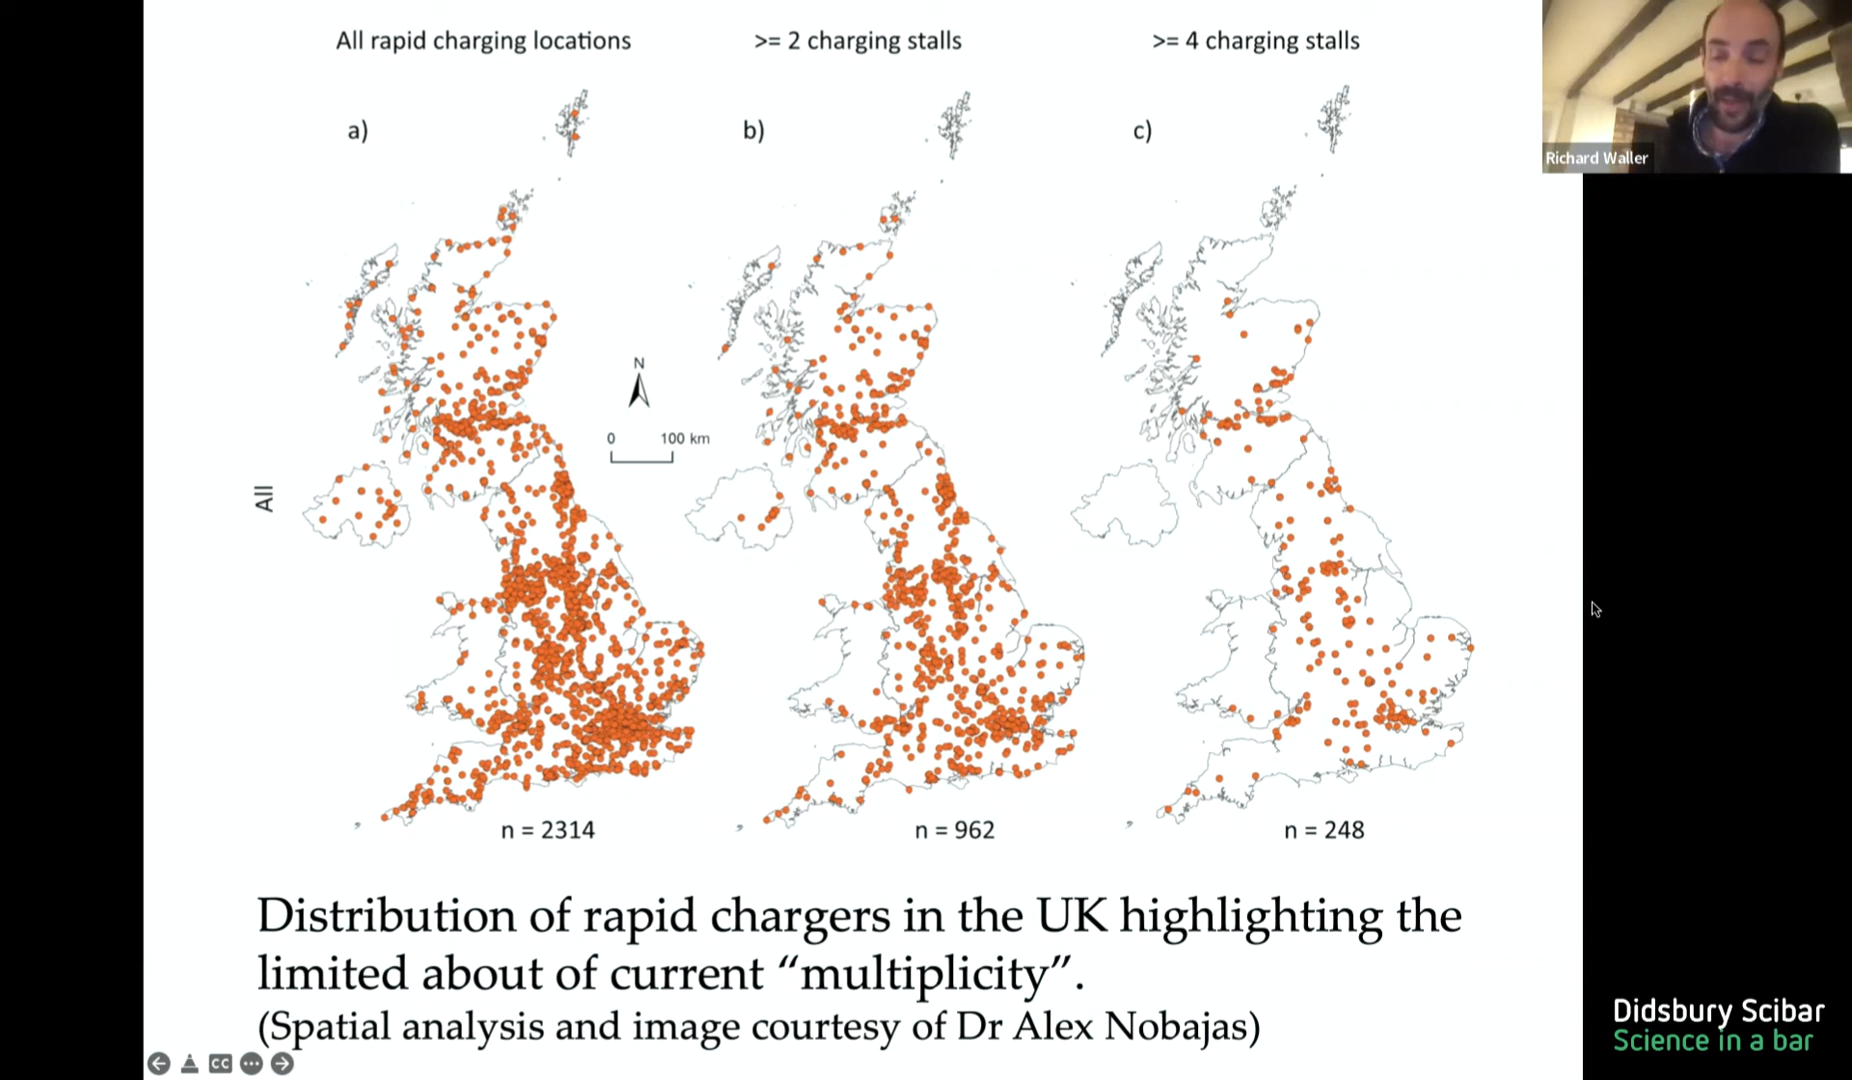 All rapid charging locations
>= 2 charging stalls
>= 4 charging stalls
Richard Waller
a)
b)
c)
N
0 100 km
All
n = 2314
n = 962
n = 248
Distribution of rapid chargers in the UK highlighting the
limited about of current “multiplicity”.
(Spatial analysis and image courtesy of Dr Alex Nobajas)
CC
Didsbury Scibar
Science in a bar